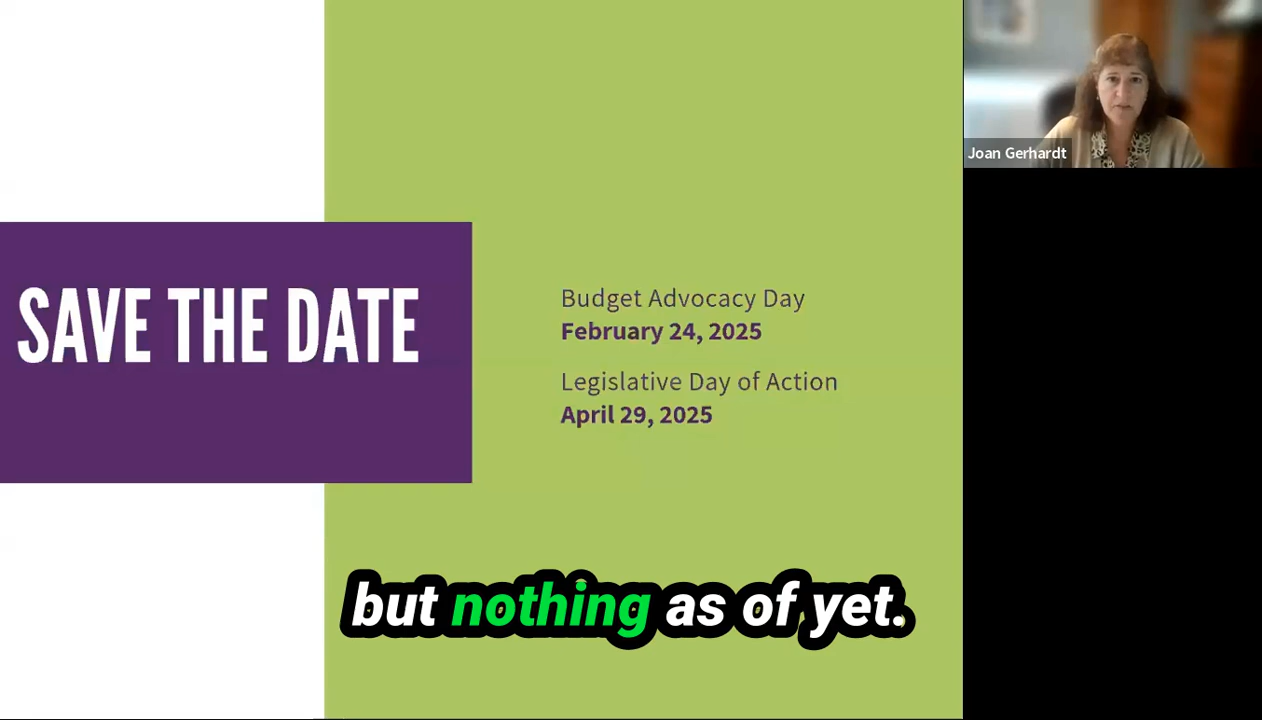 SAVE THE DATE
Budget Advocacy Day
February 24, 2025
Legislative Day of Action
April 29, 2025
Joan Gerhardt
but nothing as of yet.